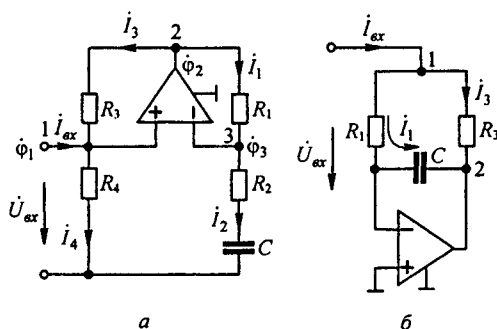 İ₃ 2 İ₁
φ̇₂
R₃ + − R₁
1 İвх 3
φ̇₁ φ̇₃
R₄ R₂
U̇вх
İ₄ İ₂ C
а
İвх
1
İ₃
R₁ İ₁ R₃
U̇вх C 2
−
+
б